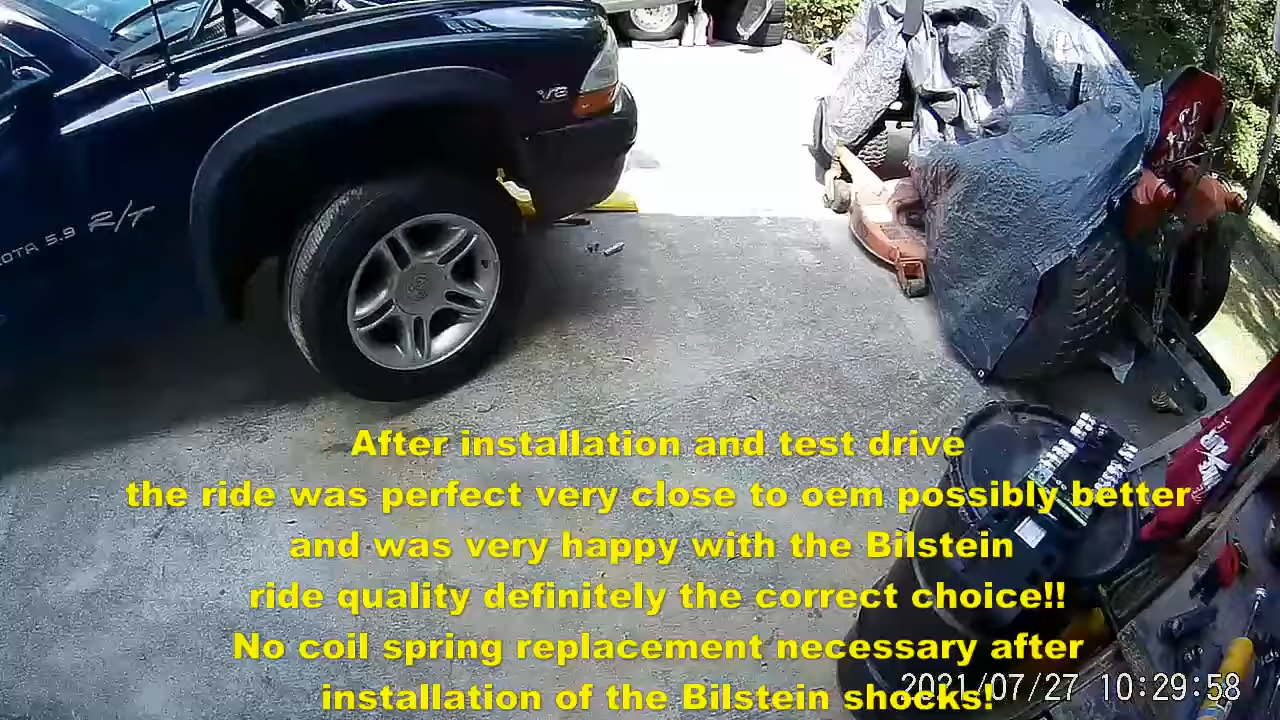 V8
OTA 5.9 R/T
After installation and test drive
the ride was perfect very close to oem possibly better
and was very happy with the Bilstein
ride quality definitely the correct choice!!
No coil spring replacement necessary after
installation of the Bilstein shocks!
2021/07/27 10:29:58